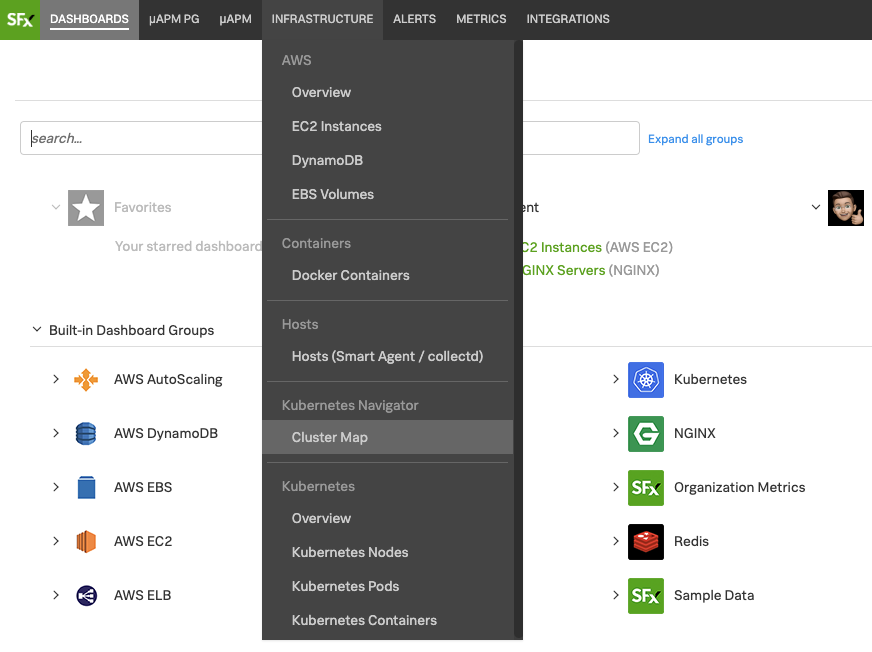 SFx DASHBOARDS µAPM PG µAPM INFRASTRUCTURE ALERTS METRICS INTEGRATIONS
AWS
Overview
EC2 Instances
DynamoDB
EBS Volumes
Containers
Docker Containers
Hosts
Hosts (Smart Agent / collectd)
Kubernetes Navigator
Cluster Map
Kubernetes
Overview
Kubernetes Nodes
Kubernetes Pods
Kubernetes Containers
search...
Expand all groups
Favorites
Your starred dashboard
Instances (AWS EC2)
Servers (NGINX)
Built-in Dashboard Groups
AWS AutoScaling
AWS DynamoDB
AWS EBS
AWS EC2
AWS ELB
Kubernetes
NGINX
SFx Organization Metrics
Redis
SFx Sample Data